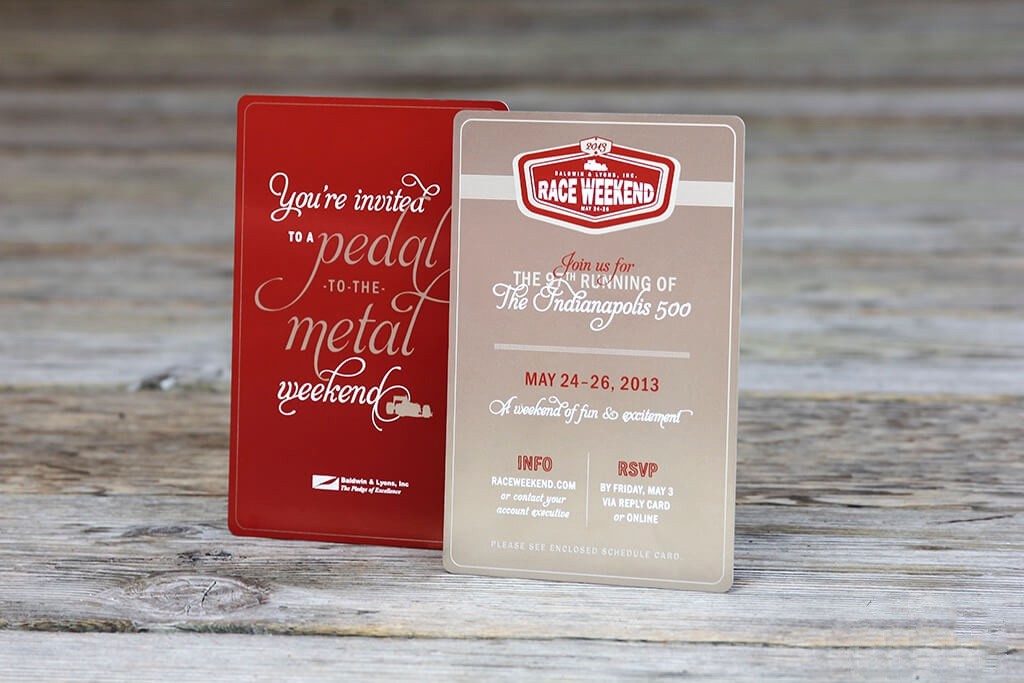 You're invited
TO A pedal
-TO-THE-
metal
weekend
Baldwin & Lyons, Inc
The Pledge of Excellence
2013
BALDWIN & LYONS, INC.
RACE WEEKEND
MAY 24-26
Join us for
THE 97TH RUNNING OF
The Indianapolis 500
MAY 24–26, 2013
A weekend of fun & excitement
INFO
RACEWEEKEND.COM
or contact your
account executive
RSVP
BY FRIDAY, MAY 3
VIA REPLY CARD
or ONLINE
PLEASE SEE ENCLOSED SCHEDULE CARD.